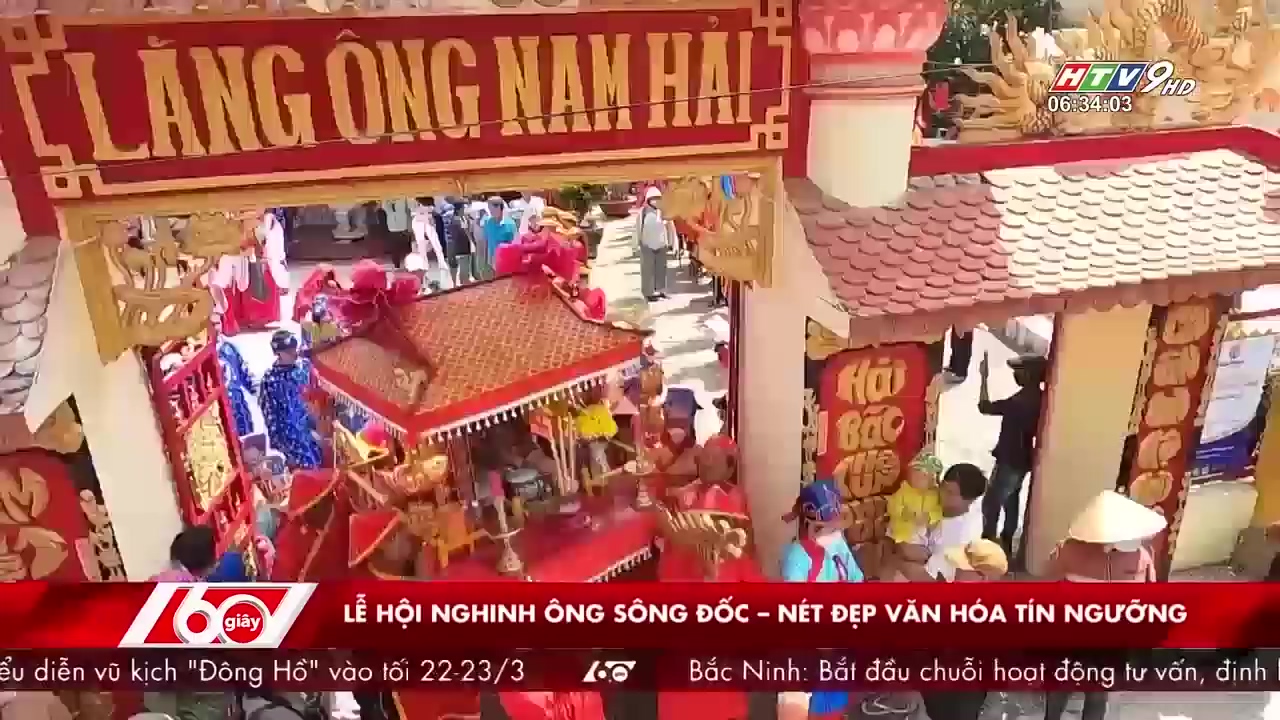 LĂNG ÔNG NAM HẢI
HTV9 HD
06:34:03
HẢI
BẤC
60 giây
LỄ HỘI NGHINH ÔNG SÔNG ĐỐC – NÉT ĐẸP VĂN HÓA TÍN NGƯỠNG
ểu diễn vũ kịch "Đông Hồ" vào tối 22-23/3 60 Bắc Ninh: Bắt đầu chuỗi hoạt động tư vấn, định